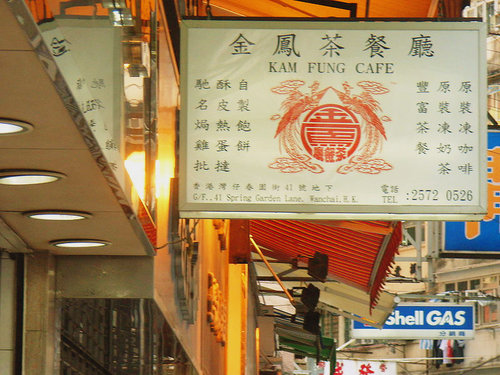 金鳳茶餐廳
KAM FUNG CAFE
馳名焗雞批
酥皮熱蛋撻
自製飽餅
豐富茶餐
原裝凍奶茶
原裝凍咖啡
香港灣仔春園街41號地下
G/F., 41 Spring Garden Lane, Wanchai, H.K.
電話
TEL :2572 0526
Shell GAS